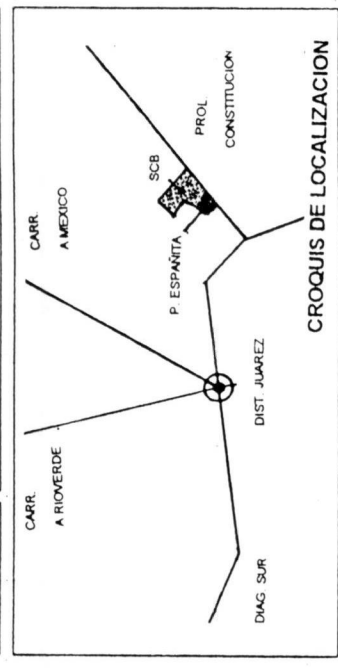 CARR.
A RIOVERDE
CARR.
A MEXICO
SCB
P. ESPAÑITA
PROL.
CONSTITUCION
DIAG SUR
DIST. JUAREZ
CROQUIS DE LOCALIZACION